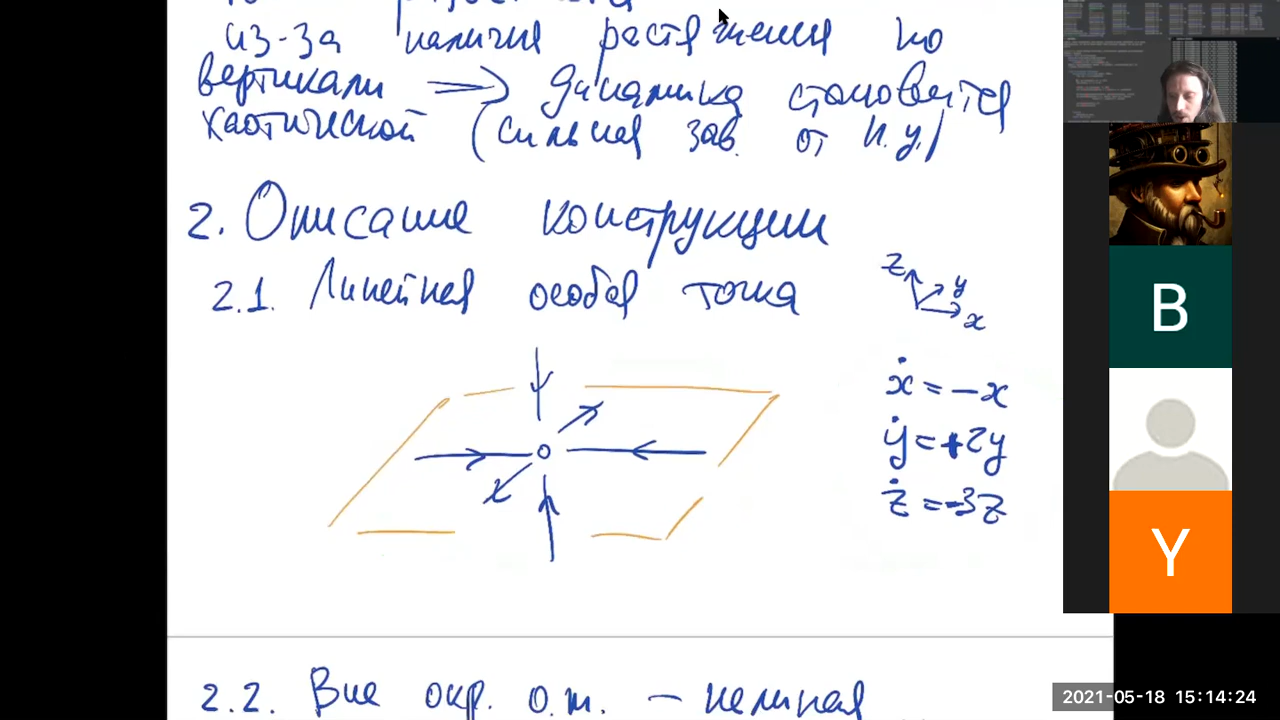 из-за наличия растяжения по
вертикали ⟹ динамика становится
хаотической (сильная зав. от н.у.)
2. Описание конструкции
2.1. Линейная особая точка
z
y
x
ẋ = -x
ẏ = +2y
ż = -3z
2.2. Вне окр. о.т. -
B
Y
2021-05-18 15:14:24